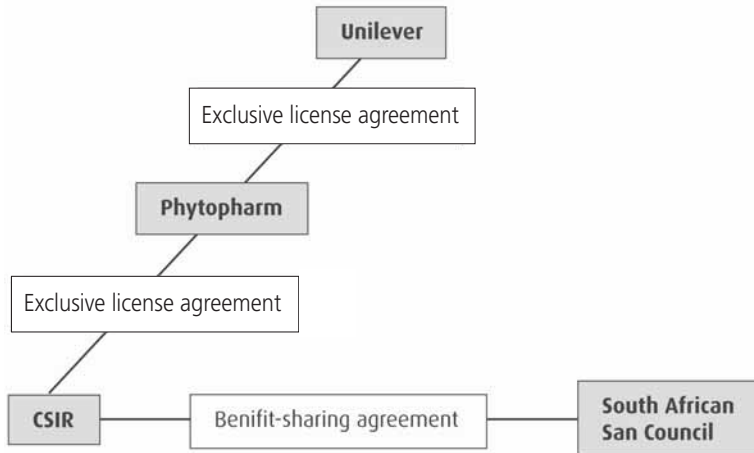 Unilever
Exclusive license agreement
Phytopharm
Exclusive license agreement
CSIR
Benifit-sharing agreement
South African
San Council